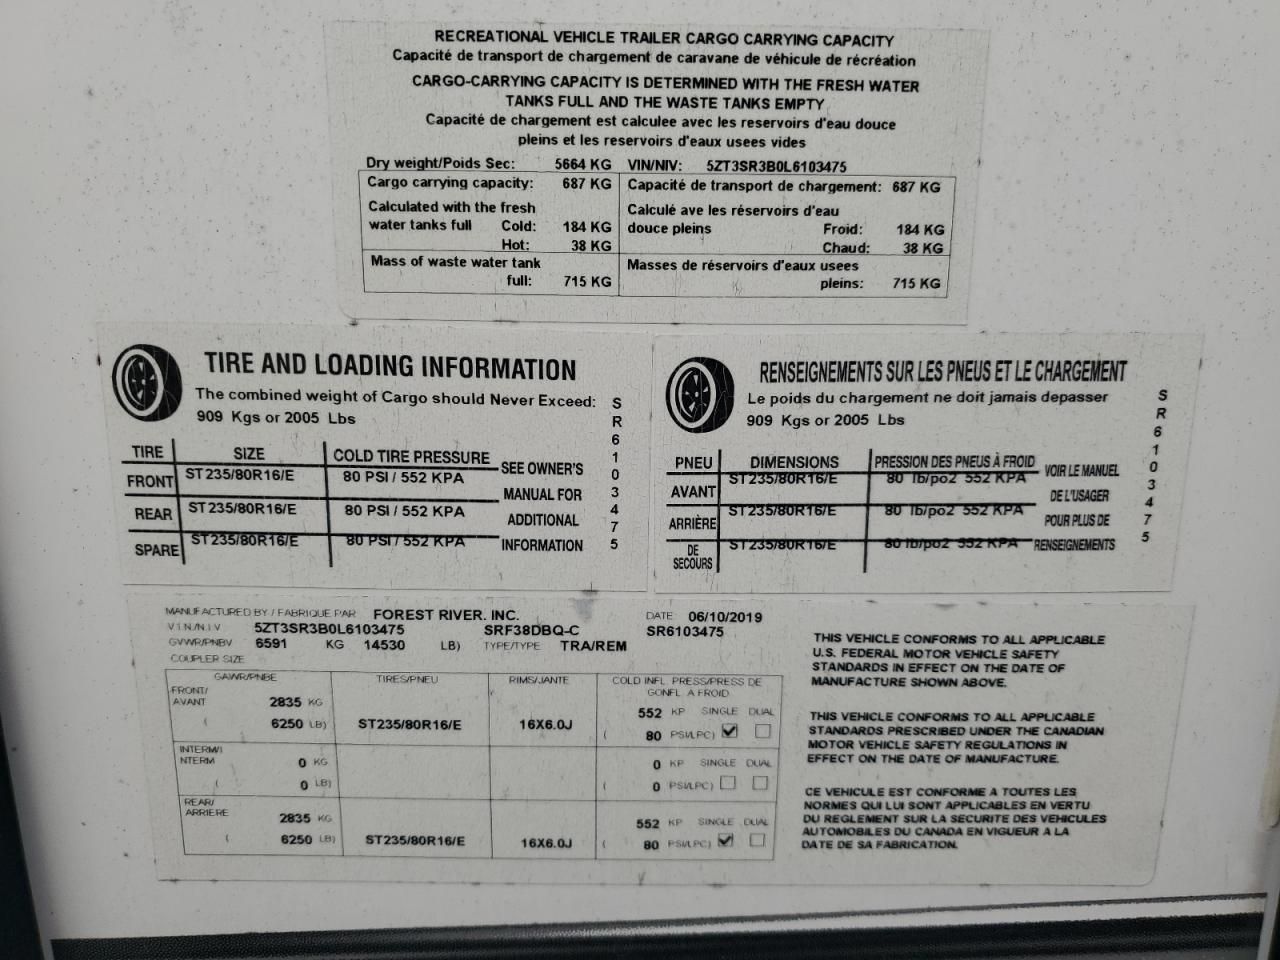 RECREATIONAL VEHICLE TRAILER CARGO CARRYING CAPACITY
Capacité de transport de chargement de caravane de véhicule de récréation
CARGO-CARRYING CAPACITY IS DETERMINED WITH THE FRESH WATER
TANKS FULL AND THE WASTE TANKS EMPTY
Capacité de chargement est calculee avec les reservoirs d'eau douce
pleins et les reservoirs d'eaux usees vides
Dry weight/Poids Sec: 5664 KG VIN/NIV: 5ZT3SR3B0L6103475
Cargo carrying capacity: 687 KG Capacité de transport de chargement: 687 KG
Calculated with the fresh Calculé ave les réservoirs d'eau
water tanks full Cold: 184 KG douce pleins Froid: 184 KG
Hot: 38 KG Chaud: 38 KG
Mass of waste water tank Masses de réservoirs d'eaux usees
full: 715 KG pleins: 715 KG
TIRE AND LOADING INFORMATION
The combined weight of Cargo should Never Exceed:
909 Kgs or 2005 Lbs
TIRE SIZE COLD TIRE PRESSURE SEE OWNER'S
FRONT ST235/80R16/E 80 PSI / 552 KPA MANUAL FOR
REAR ST235/80R16/E 80 PSI / 552 KPA ADDITIONAL
SPARE ST235/80R16/E 80 PSI / 552 KPA INFORMATION
SR6103475
RENSEIGNEMENTS SUR LES PNEUS ET LE CHARGEMENT
Le poids du chargement ne doit jamais depasser
909 Kgs or 2005 Lbs
PNEU DIMENSIONS PRESSION DES PNEUS À FROID VOIR LE MANUEL
AVANT ST235/80R16/E 80 lb/po2 552 KPA DE L'USAGER
ARRIÈRE ST235/80R16/E 80 lb/po2 552 KPA POUR PLUS DE
DE SECOURS ST235/80R16/E 80 lb/po2 552 KPA RENSEIGNEMENTS
SR6103475
MANUFACTURED BY / FABRIQUE PAR FOREST RIVER. INC. DATE 06/10/2019
V I N./N.I V 5ZT3SR3B0L6103475 SRF38DBQ-C SR6103475
GVWR/PNBV 6591 KG 14530 LB) TYPE/TYPE TRA/REM
COUPLER SIZE
GAWR/PNBE TIRES/PNEU RIMS/JANTE COLD INFL. PRESS/PRESS DE
GONFL. A FROID
FRONT/
AVANT 2835 KG 552 KP SINGLE DUAL
( 6250 LB) ST235/80R16/E 16X6.0J ( 80 PSI/LPC)
INTERM/I
NTERM 0 KG 0 KP SINGLE DUAL
( 0 LB) ( 0 PSI/LPC)
REAR/
ARRIERE 2835 KG 552 KP SINGLE DUAL
( 6250 LB) ST235/80R16/E 16X6.0J ( 80 PSI/LPC)
THIS VEHICLE CONFORMS TO ALL APPLICABLE
U.S. FEDERAL MOTOR VEHICLE SAFETY
STANDARDS IN EFFECT ON THE DATE OF
MANUFACTURE SHOWN ABOVE.
THIS VEHICLE CONFORMS TO ALL APPLICABLE
STANDARDS PRESCRIBED UNDER THE CANADIAN
MOTOR VEHICLE SAFETY REGULATIONS IN
EFFECT ON THE DATE OF MANUFACTURE.
CE VEHICULE EST CONFORME A TOUTES LES
NORMES QUI LUI SONT APPLICABLES EN VERTU
DU REGLEMENT SUR LA SECURITE DES VEHICULES
AUTOMOBILES DU CANADA EN VIGUEUR A LA
DATE DE SA FABRICATION.